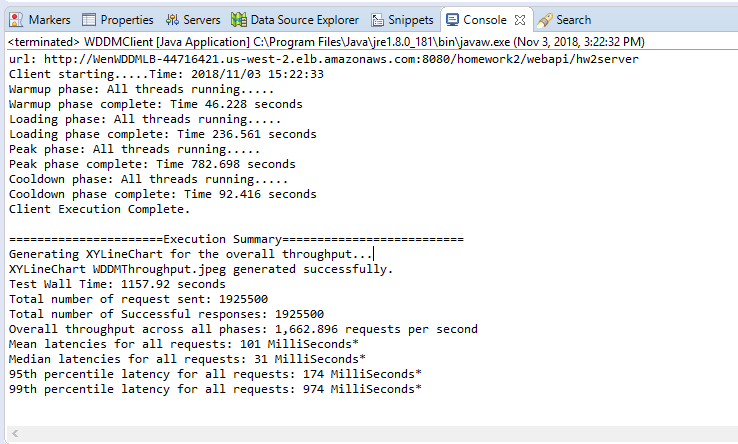 Markers Properties Servers Data Source Explorer Snippets Console Search
<terminated> WDDMClient [Java Application] C:\Program Files\Java\jre1.8.0_181\bin\javaw.exe (Nov 3, 2018, 3:22:32 PM)
url: http://WenWDDMLB-44716421.us-west-2.elb.amazonaws.com:8080/homework2/webapi/hw2server
Client starting.....Time: 2018/11/03 15:22:33
Warmup phase: All threads running.....
Warmup phase complete: Time 46.228 seconds
Loading phase: All threads running.....
Loading phase complete: Time 236.561 seconds
Peak phase: All threads running.....
Peak phase complete: Time 782.698 seconds
Cooldown phase: All threads running.....
Cooldown phase complete: Time 92.416 seconds
Client Execution Complete.
======================Execution Summary==========================
Generating XYLineChart for the overall throughput...
XYLineChart WDDMThroughput.jpeg generated successfully.
Test Wall Time: 1157.92 seconds
Total number of request sent: 1925500
Total number of Successful responses: 1925500
Overall throughput across all phases: 1,662.896 requests per second
Mean latencies for all requests: 101 MilliSeconds*
Median latencies for all requests: 31 MilliSeconds*
95th percentile latency for all requests: 174 MilliSeconds*
99th percentile latency for all requests: 974 MilliSeconds*